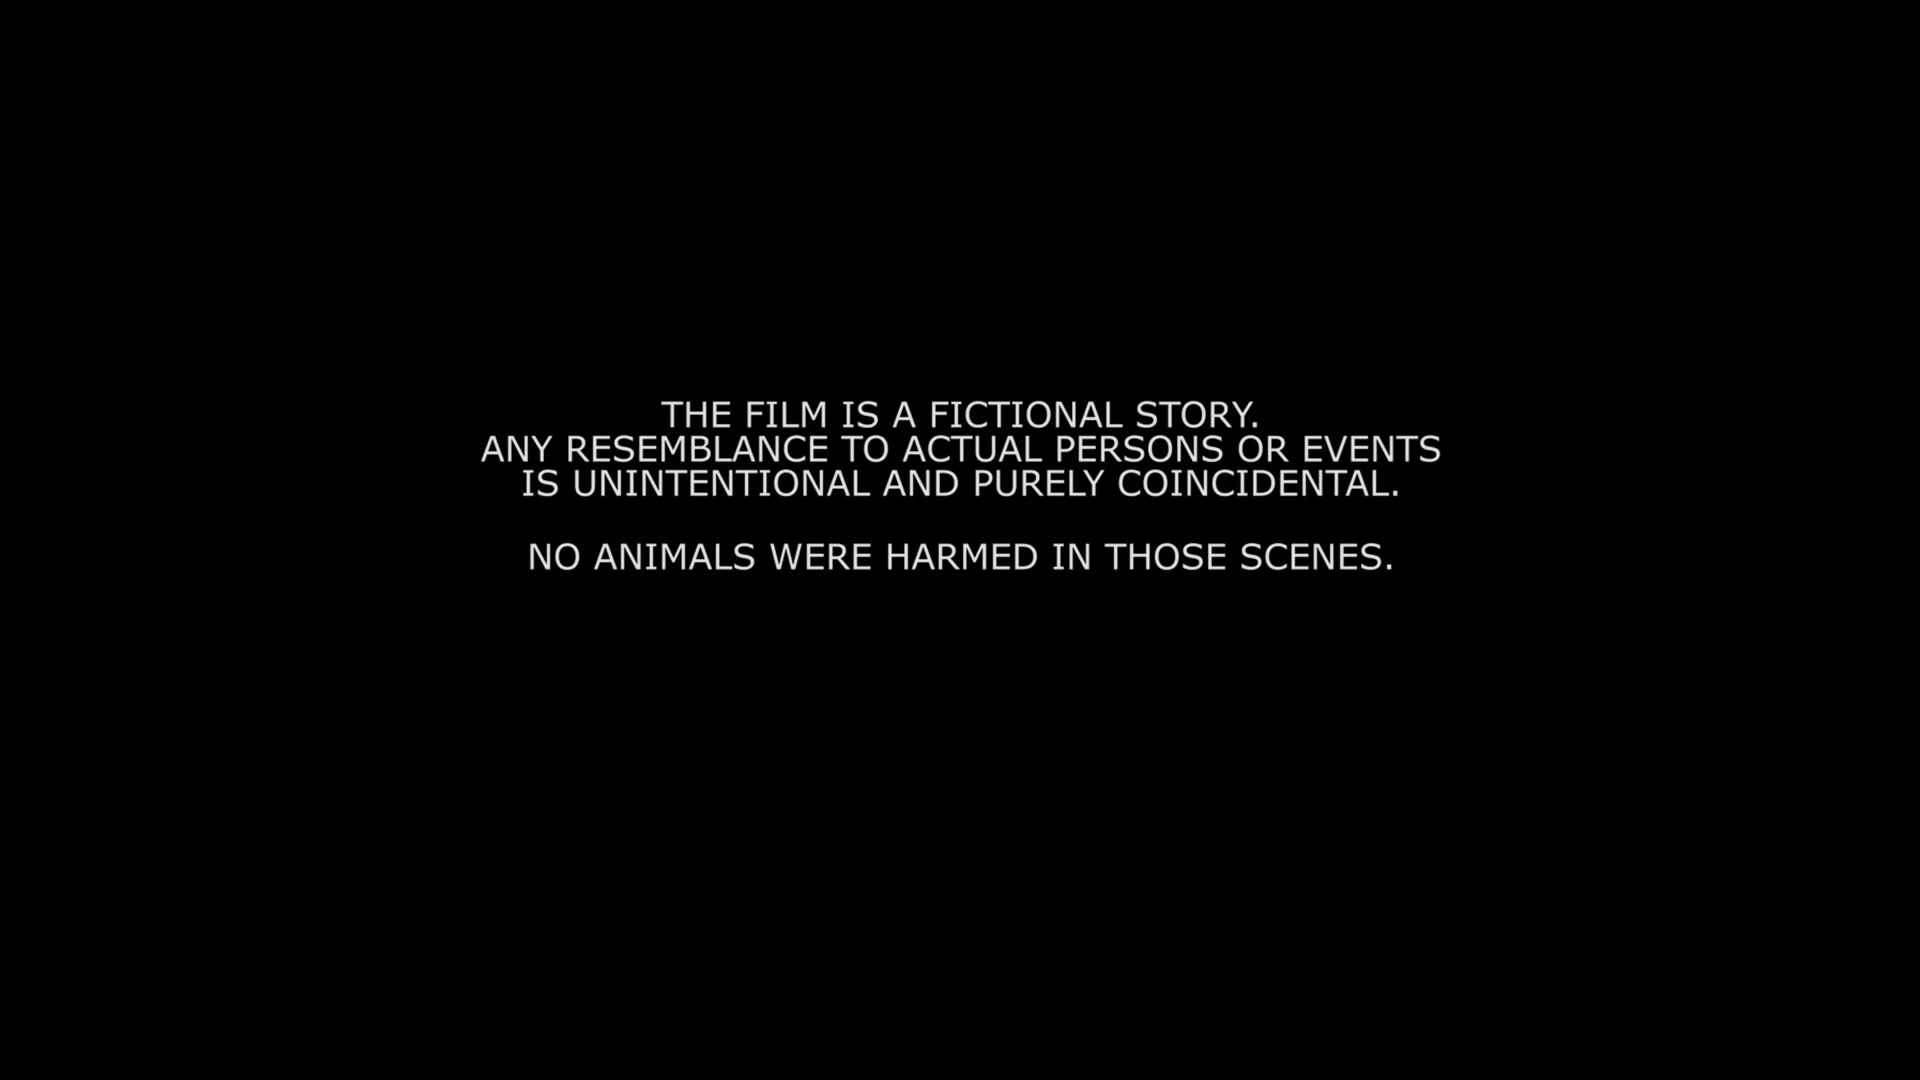 THE FILM IS A FICTIONAL STORY.
ANY RESEMBLANCE TO ACTUAL PERSONS OR EVENTS
IS UNINTENTIONAL AND PURELY COINCIDENTAL.
NO ANIMALS WERE HARMED IN THOSE SCENES.